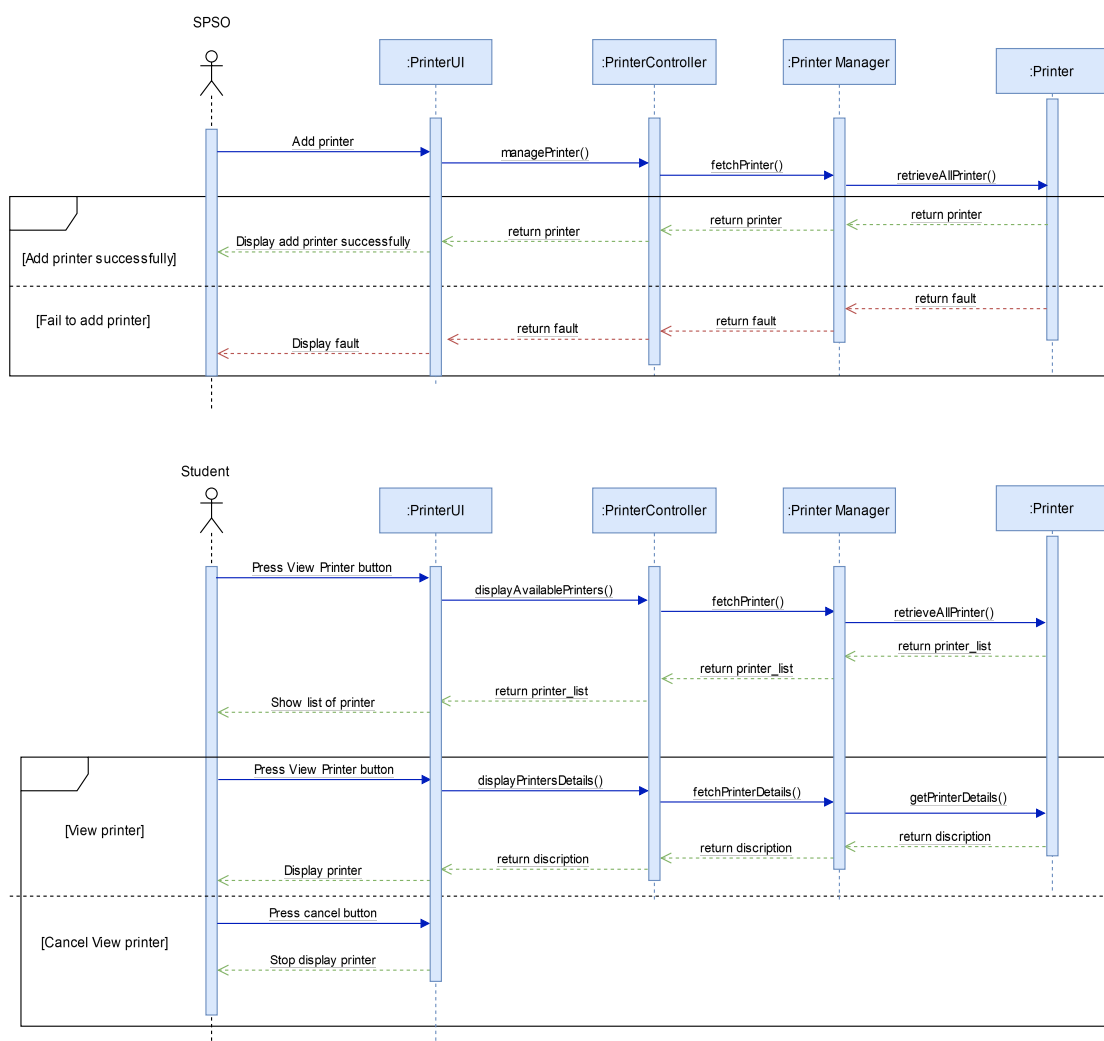 SPSO
:PrinterUI
:PrinterController
:Printer Manager
:Printer
Add printer
managePrinter()
fetchPrinter()
retrieveAllPrinter()
return printer
return printer
return printer
Display add printer successfully
[Add printer successfully]
return fault
return fault
return fault
Display fault
[Fail to add printer]
Student
:PrinterUI
:PrinterController
:Printer Manager
:Printer
Press View Printer button
displayAvailablePrinters()
fetchPrinter()
retrieveAllPrinter()
return printer_list
return printer_list
return printer_list
Show list of printer
Press View Printer button
displayPrintersDetails()
fetchPrinterDetails()
getPrinterDetails()
[View printer]
return discription
return discription
return discription
Display printer
Press cancel button
[Cancel View printer]
Stop display printer